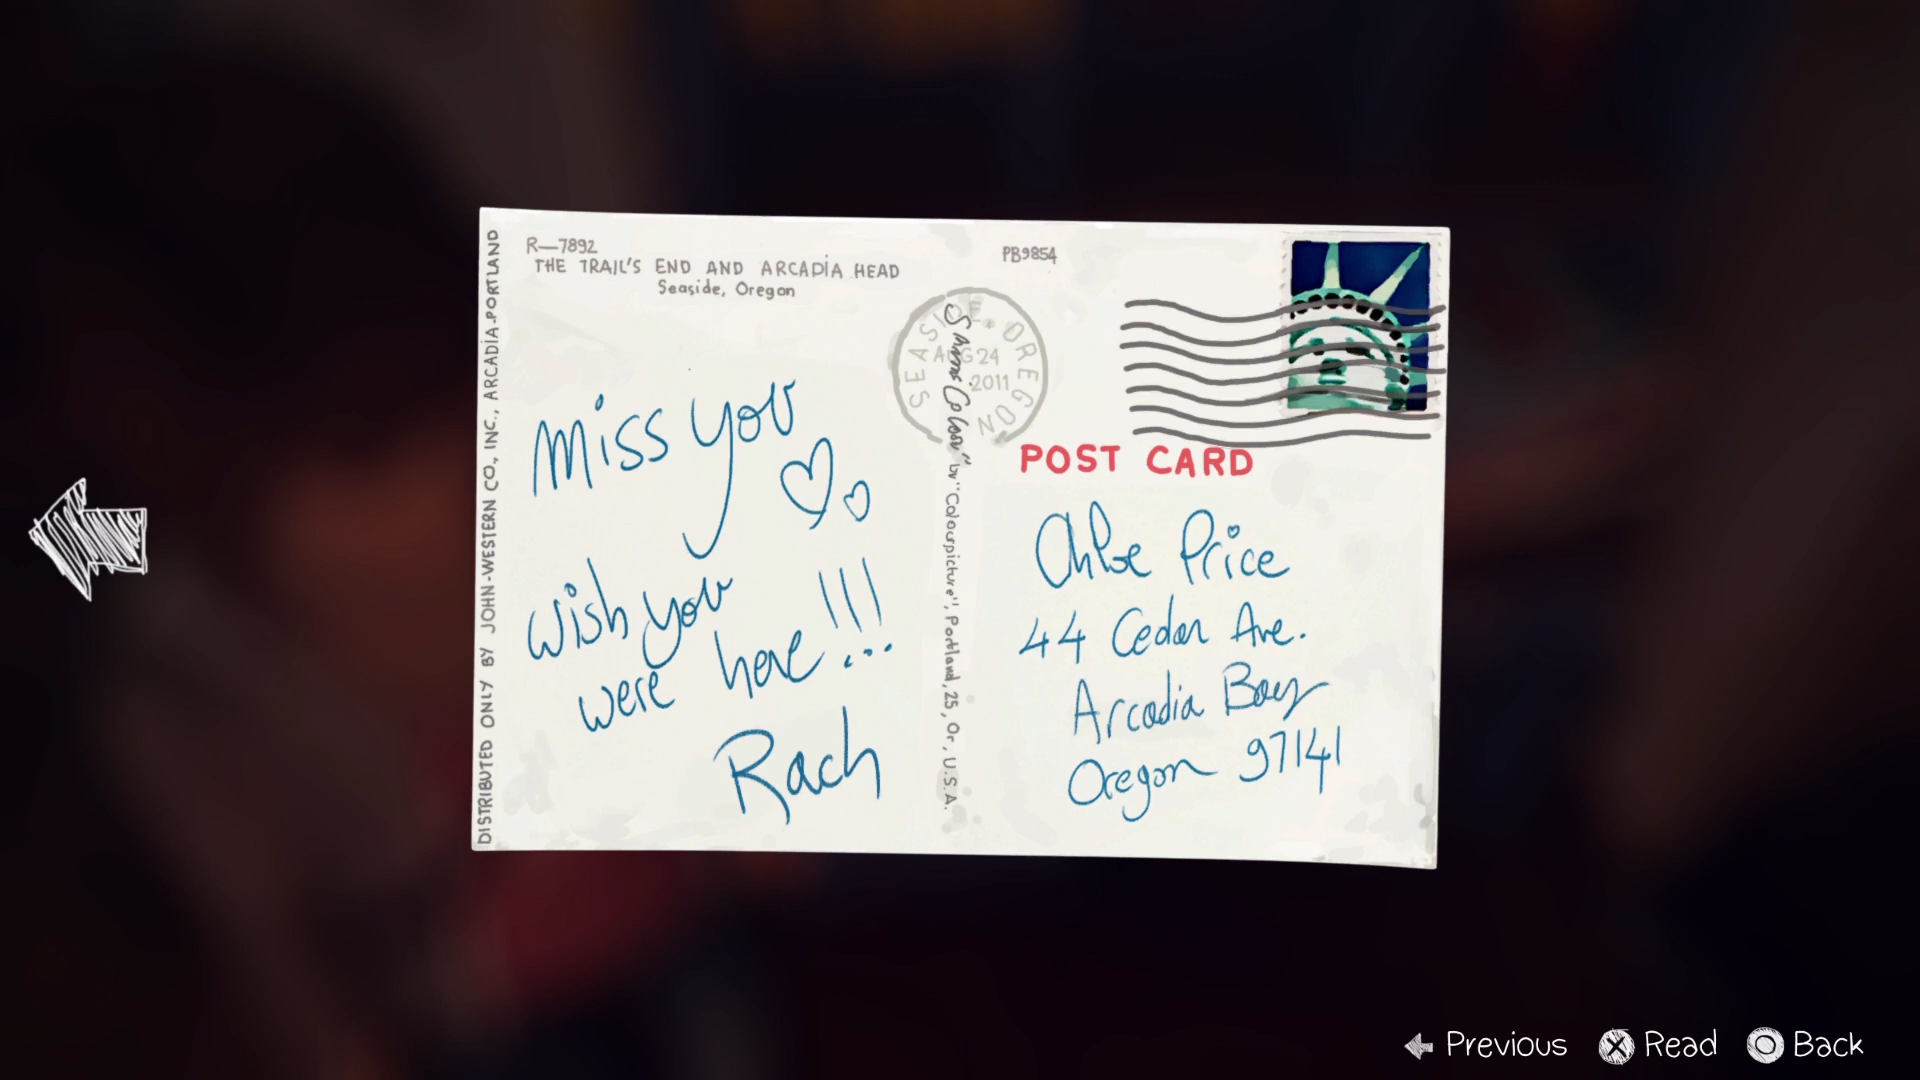 R—7892
THE TRAIL'S END AND ARCADIA HEAD
Seaside, Oregon
PB9854
DISTRIBUTED ONLY BY JOHN-WESTERN CO., INC., ARCADIA-PORTLAND
SEASIDE, OREGON
AUG 24
2011
by "Colourpicture", Portland, 25, Or, U.S.A.
Miss you
Wish you
were here!!!
Rach
POST CARD
Chloe Price
44 Cedar Ave.
Arcadia Bay
Oregon 97141
Previous
Read
Back